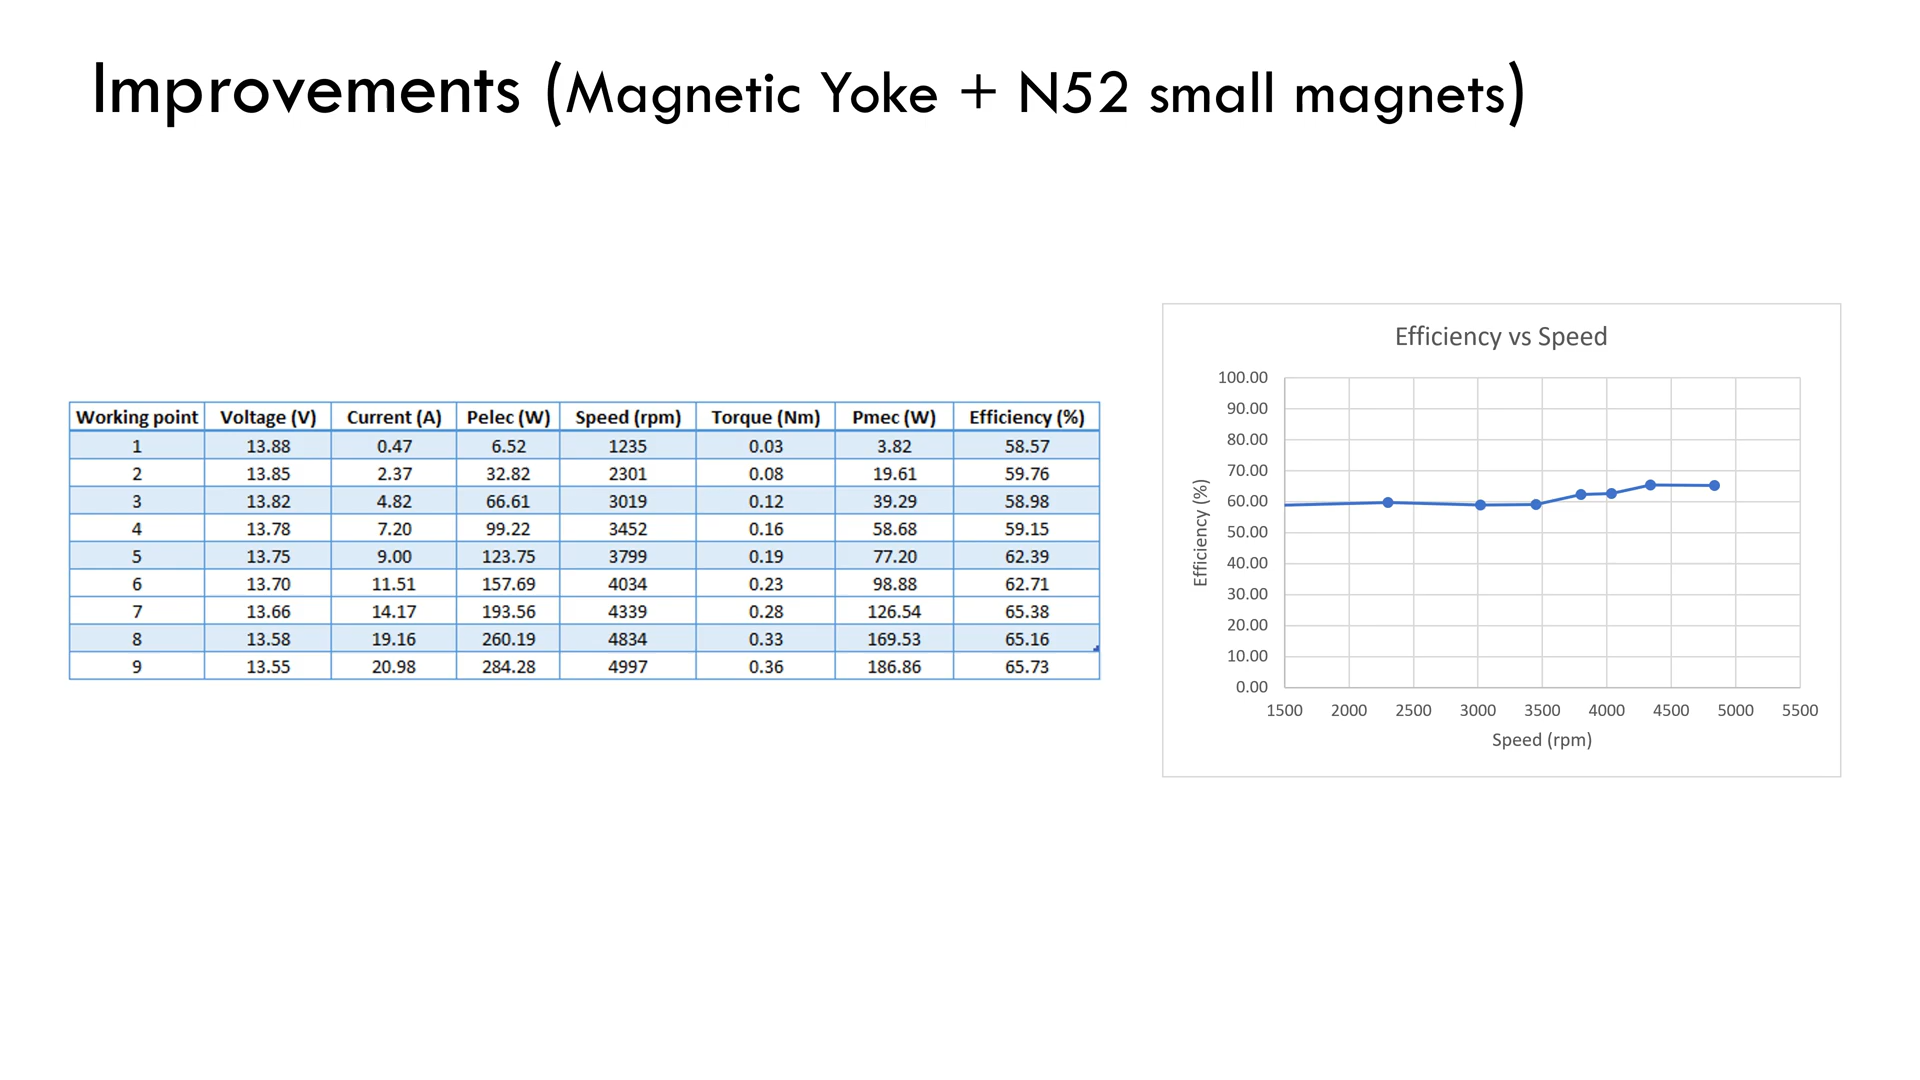 Improvements (Magnetic Yoke + N52 small magnets)
Working point Voltage (V) Current (A) Pelec (W) Speed (rpm) Torque (Nm) Pmec (W) Efficiency (%)
1 13.88 0.47 6.52 1235 0.03 3.82 58.57
2 13.85 2.37 32.82 2301 0.08 19.61 59.76
3 13.82 4.82 66.61 3019 0.12 39.29 58.98
4 13.78 7.20 99.22 3452 0.16 58.68 59.15
5 13.75 9.00 123.75 3799 0.19 77.20 62.39
6 13.70 11.51 157.69 4034 0.23 98.88 62.71
7 13.66 14.17 193.56 4339 0.28 126.54 65.38
8 13.58 19.16 260.19 4834 0.33 169.53 65.16
9 13.55 20.98 284.28 4997 0.36 186.86 65.73
Efficiency vs Speed
Efficiency (%)
100.00
90.00
80.00
70.00
60.00
50.00
40.00
30.00
20.00
10.00
0.00
1500 2000 2500 3000 3500 4000 4500 5000 5500
Speed (rpm)